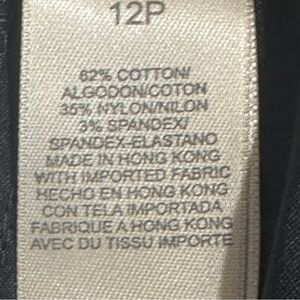 12P
62% COTTON/
ALGODON/COTON
35% NYLON/NILON
3% SPANDEX/
SPANDEX-ELASTANO
MADE IN HONG KONG
WITH IMPORTED FABRIC
HECHO EN HONG KONG
CON TELA IMPORTADA
FABRIQUE A HONG KONG
AVEC DU TISSU IMPORTE